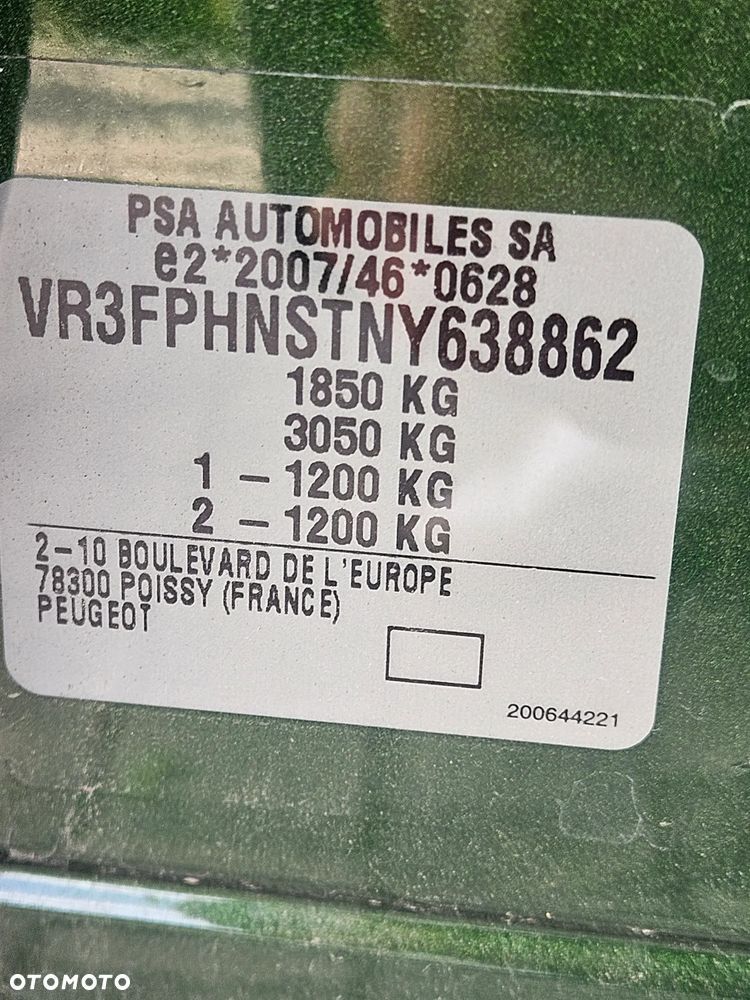 PSA AUTOMOBILES SA
e2*2007/46*0628
VR3FPHNSTNY638862
1850 KG
3050 KG
1 - 1200 KG
2 - 1200 KG
2-10 BOULEVARD DE L'EUROPE
78300 POISSY (FRANCE)
PEUGEOT
200644221
OTOMOTO